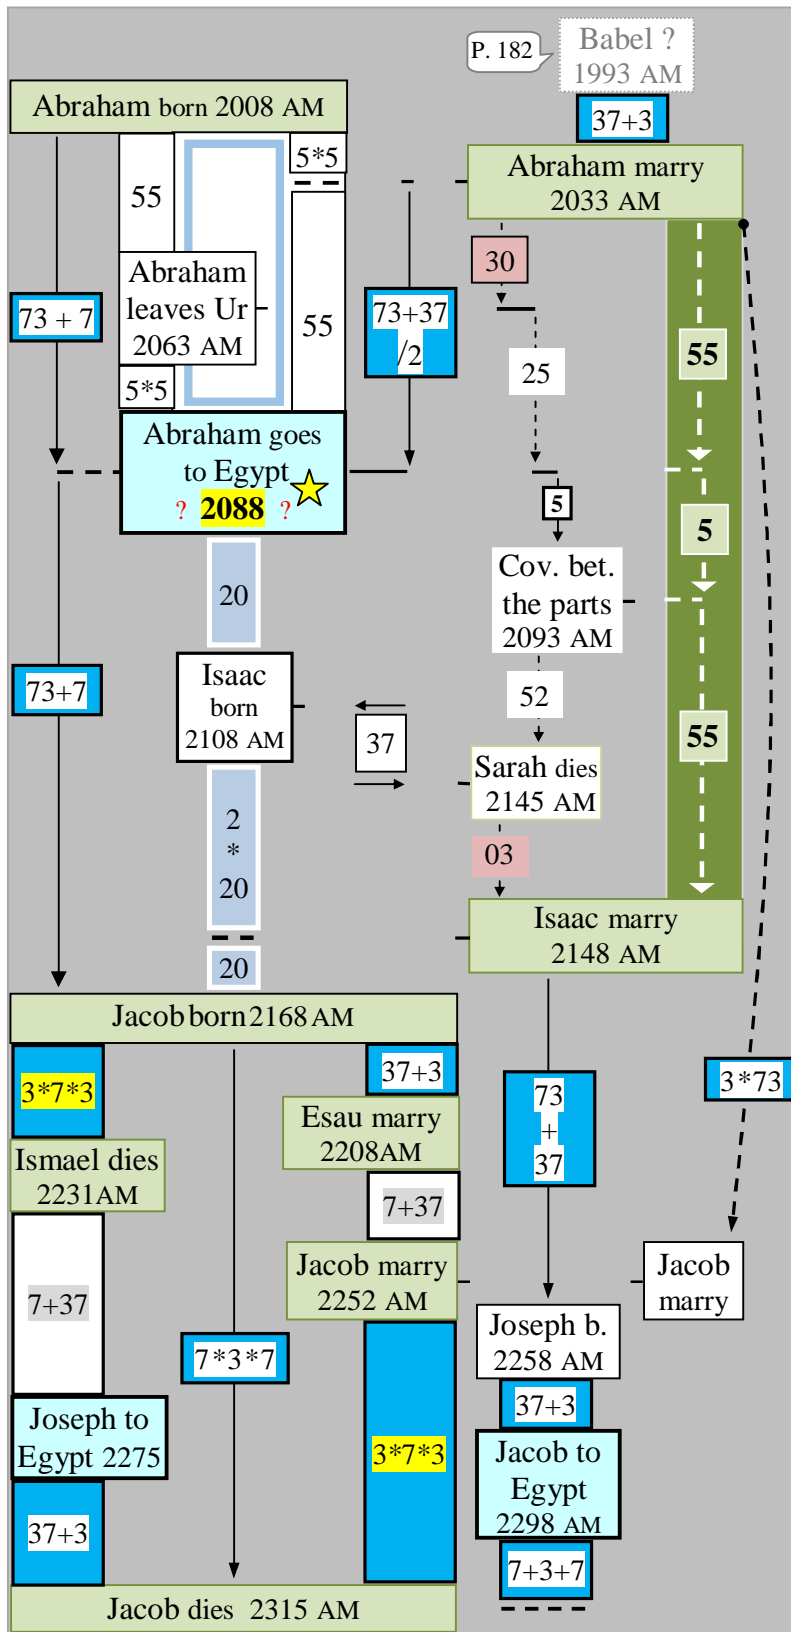 P. 182
Babel ?
1993 AM
Abraham born 2008 AM
37+3
5*5
55
Abraham marry
2033 AM
30
Abraham
leaves Ur
2063 AM
73 + 7
55
73+37
/2
25
55
5*5
Abraham goes
to Egypt
? 2088 ?
5
5
20
Cov. bet.
the parts
2093 AM
73+7
Isaac
born
2108 AM
52
37
55
Sarah dies
2145 AM
2
*
20
03
Isaac marry
2148 AM
20
Jacob born 2168 AM
3*7*3
37+3
73
+
37
3*73
Esau marry
2208AM
Ismael dies
2231AM
7+37
Jacob marry
2252 AM
Jacob
marry
7+37
Joseph b.
2258 AM
7*3*7
37+3
Joseph to
Egypt 2275
3*7*3
Jacob to
Egypt
2298 AM
37+3
7+3+7
Jacob dies 2315 AM